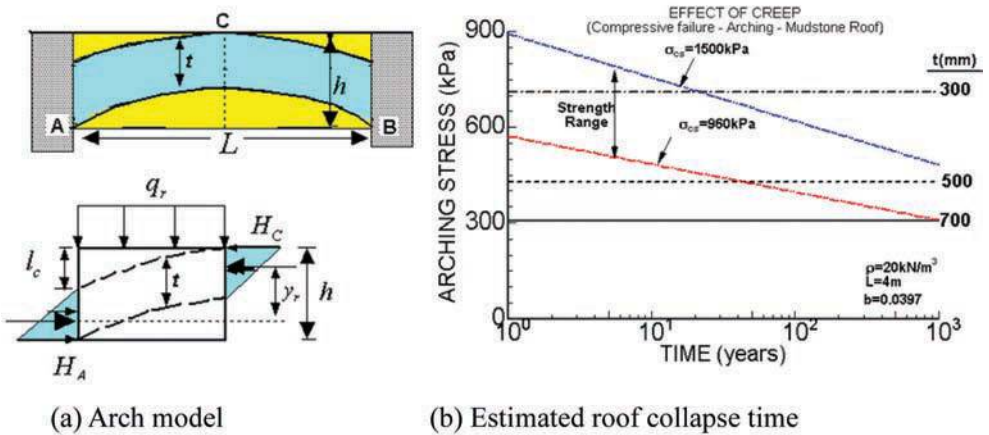 C
t
h
A
B
L
q_r
H_C
l_c
t
y_r
h
H_A
(a) Arch model
EFFECT OF CREEP
(Compressive failure - Arching - Mudstone Roof)
ARCHING STRESS (kPa)
900
600
300
0
σcs=1500kPa
Strength
Range
σcs=960kPa
t(mm)
300
500
700
ρ=20kN/m³
L=4m
b=0.0397
10⁰ 10¹ 10² 10³
TIME (years)
(b) Estimated roof collapse time